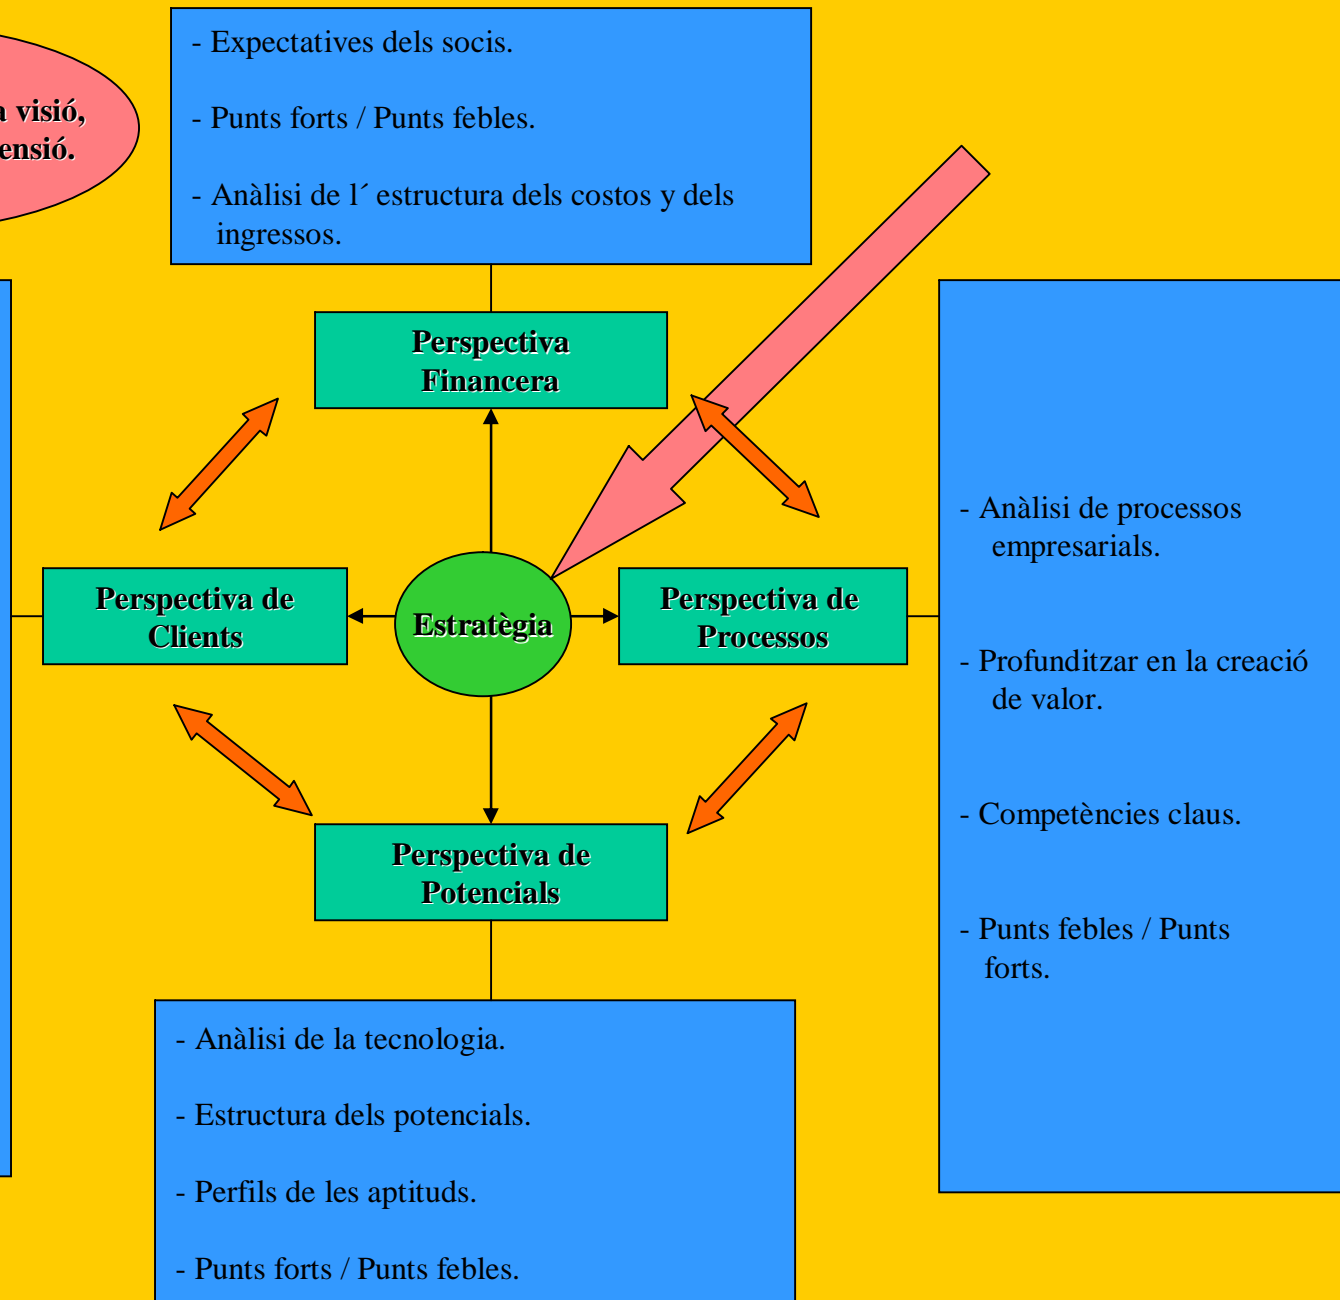 - Expectatives dels socis.
- Punts forts / Punts febles.
- Anàlisi de l´ estructura dels costos y dels
ingressos.
visió,
Perspectiva
Financera
Perspectiva de
Clients
Estratègia
Perspectiva de
Processos
- Anàlisi de processos
empresarials.
- Profunditzar en la creació
de valor.
- Competències claus.
- Punts febles / Punts
forts.
Perspectiva de
Potencials
- Anàlisi de la tecnologia.
- Estructura dels potencials.
- Perfils de les aptituds.
- Punts forts / Punts febles.